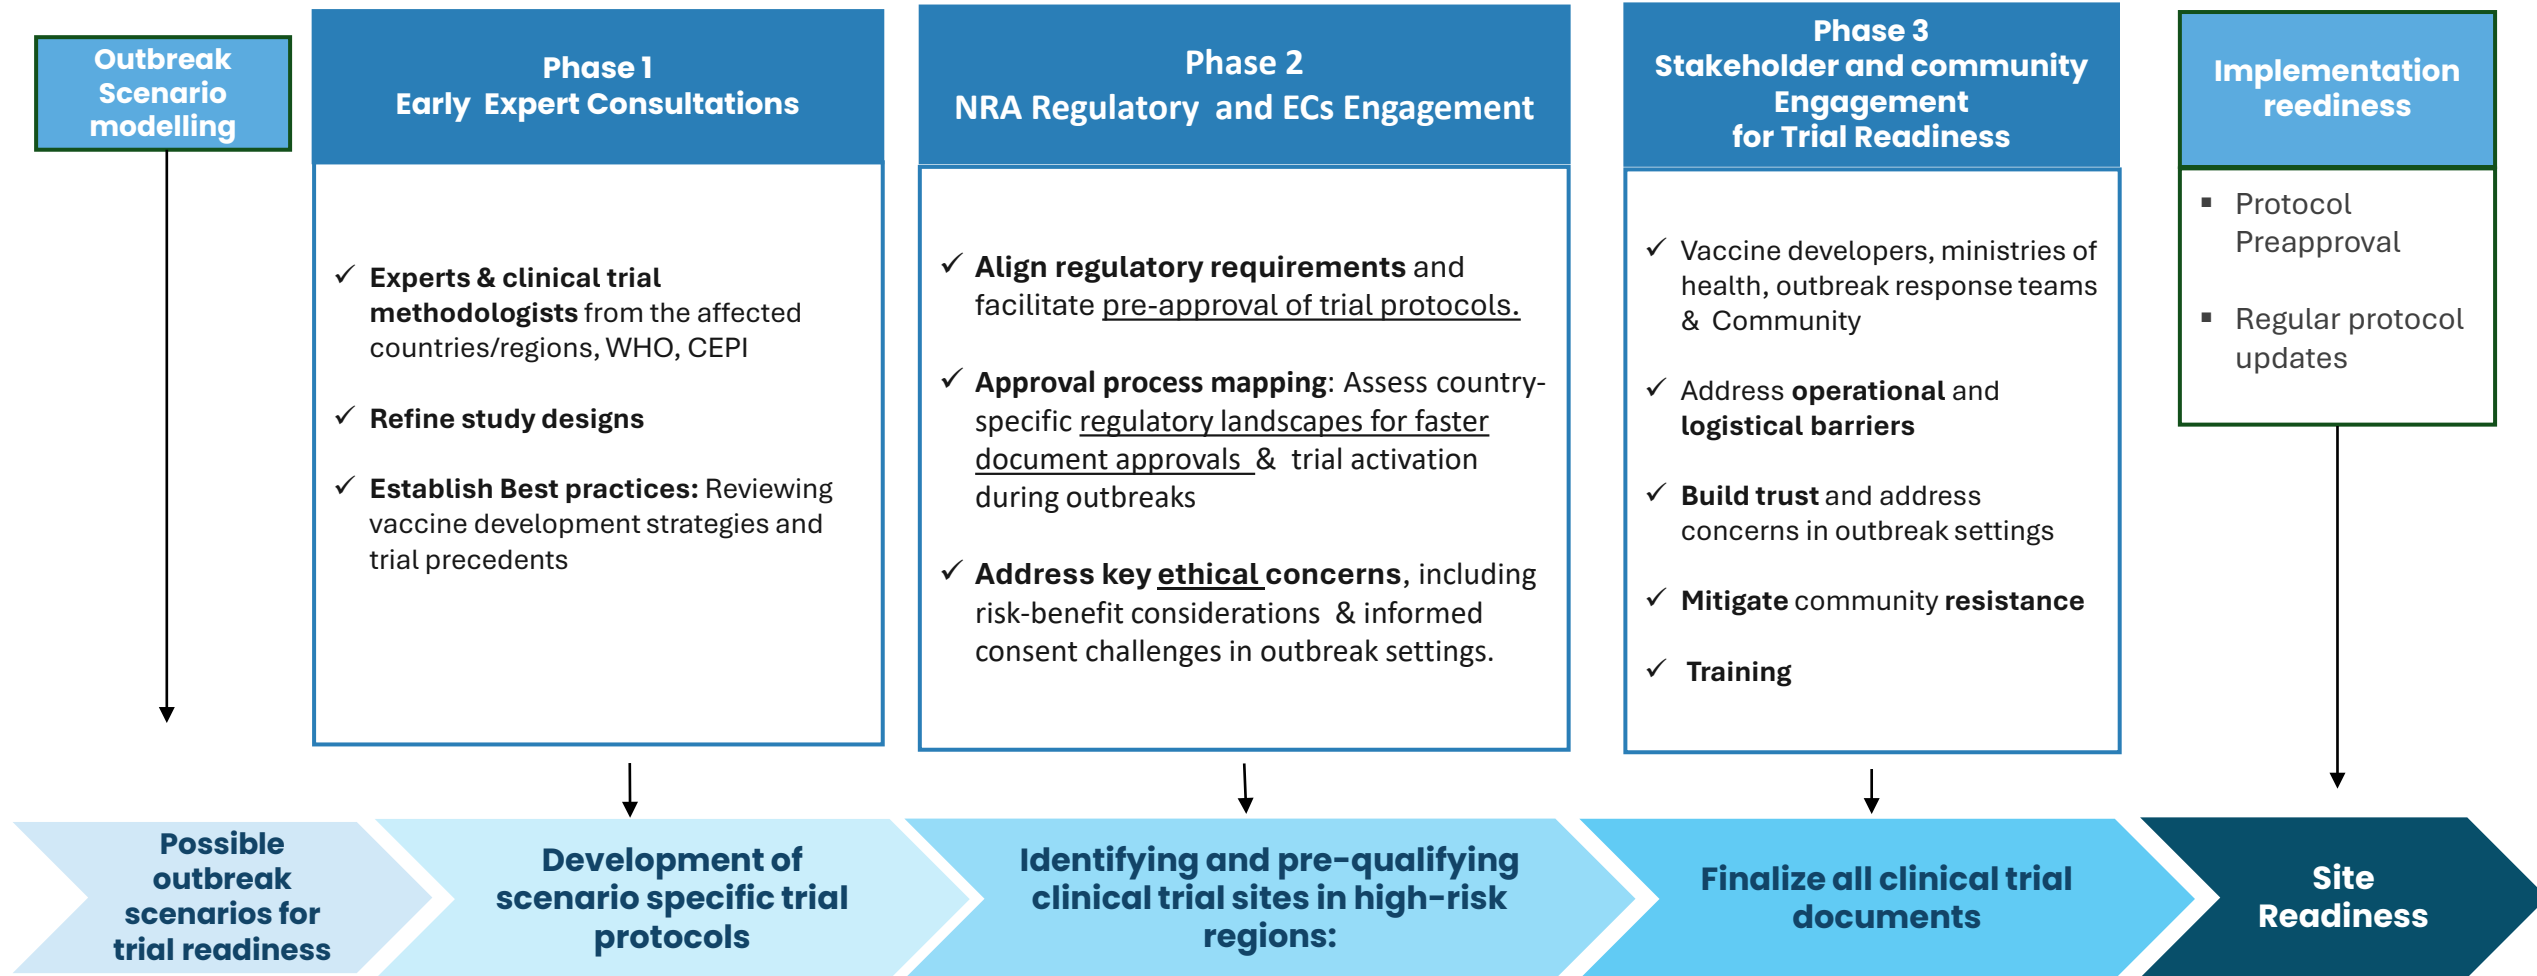 Outbreak
Scenario
modelling
Phase 1
Early Expert Consultations
✓ Experts & clinical trial
methodologists from the affected
countries/regions, WHO, CEPI
✓ Refine study designs
✓ Establish Best practices: Reviewing
vaccine development strategies and
trial precedents
Phase 2
NRA Regulatory and ECs Engagement
✓ Align regulatory requirements and
facilitate pre-approval of trial protocols.
✓ Approval process mapping: Assess country-
specific regulatory landscapes for faster
document approvals & trial activation
during outbreaks
✓ Address key ethical concerns, including
risk-benefit considerations & informed
consent challenges in outbreak settings.
Phase 3
Stakeholder and community
Engagement
for Trial Readiness
✓ Vaccine developers, ministries of
health, outbreak response teams
& Community
✓ Address operational and
logistical barriers
✓ Build trust and address
concerns in outbreak settings
✓ Mitigate community resistance
✓ Training
Implementation
reediness
▪ Protocol
Preapproval
▪ Regular protocol
updates
Possible
outbreak
scenarios for
trial readiness
Development of
scenario specific trial
protocols
Identifying and pre-qualifying
clinical trial sites in high-risk
regions:
Finalize all clinical trial
documents
Site
Readiness